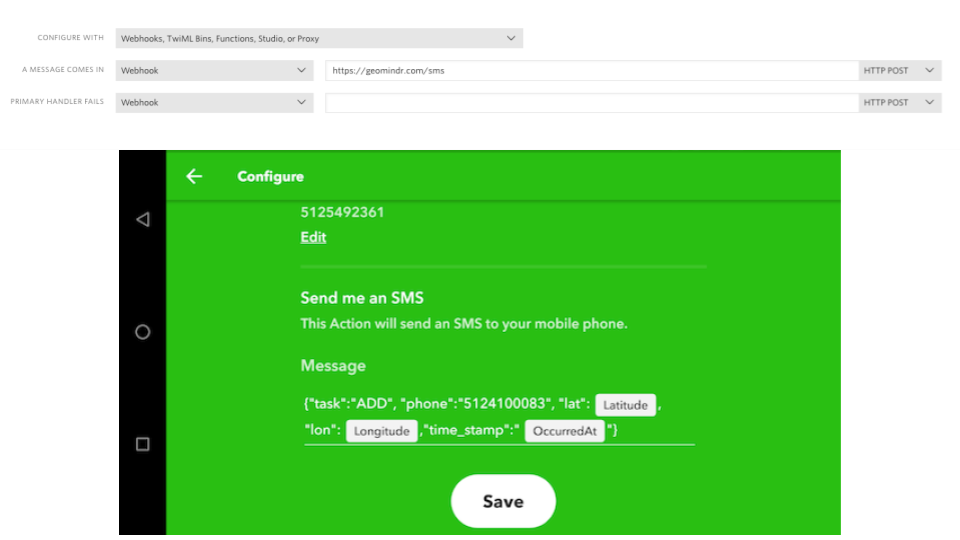 CONFIGURE WITH Webhooks, TwiML Bins, Functions, Studio, or Proxy
A MESSAGE COMES IN Webhook https://geomindr.com/sms HTTP POST
PRIMARY HANDLER FAILS Webhook HTTP POST
Configure
5125492361
Edit
Send me an SMS
This Action will send an SMS to your mobile phone.
Message
{"task":"ADD", "phone":"5124100083", "lat": Latitude ,
"lon": Longitude ,"time_stamp":" OccurredAt "}
Save